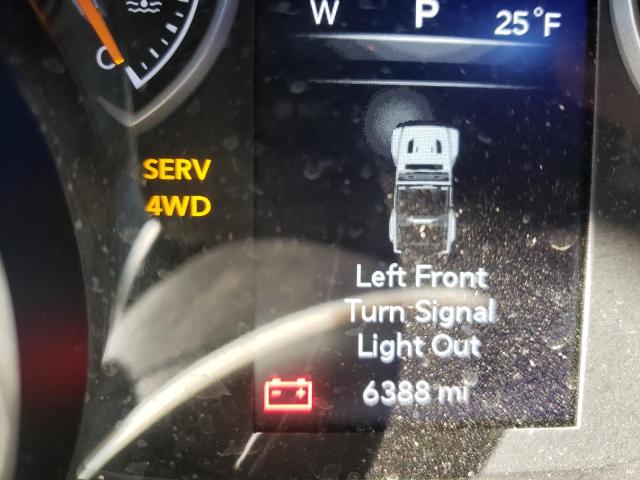 W P 25°F
C
SERV
4WD
Left Front
Turn Signal
Light Out
6388 mi